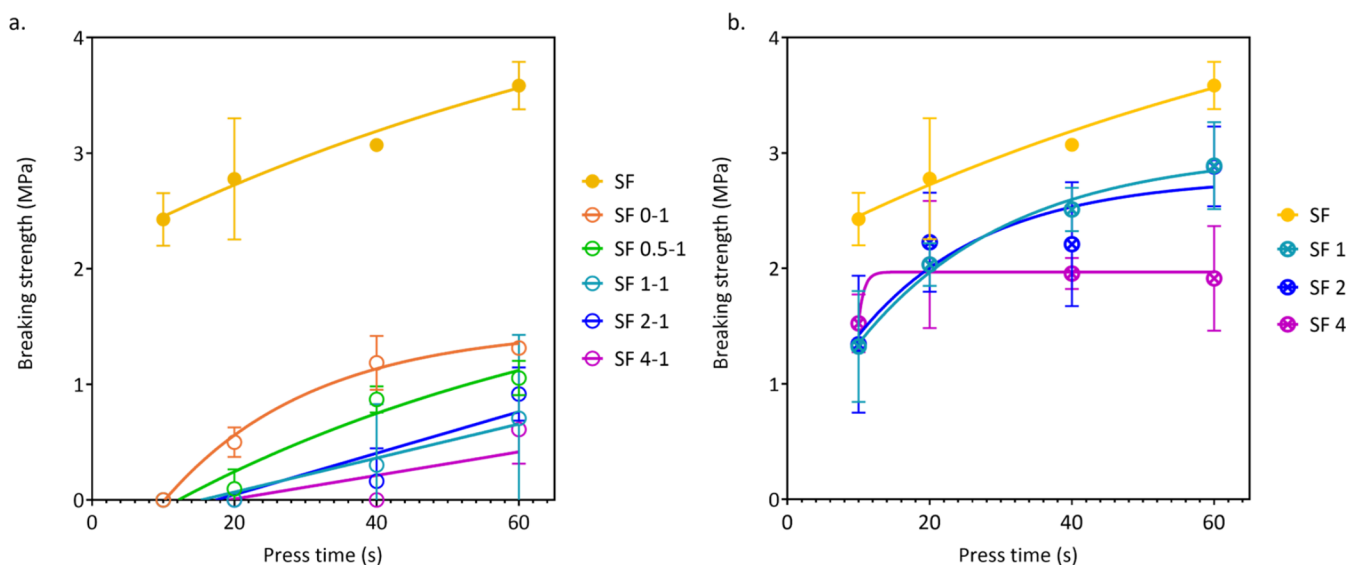 a.
Breaking strength (MPa)
4
3
2
1
0
0
20
40
60
Press time (s)
SF
SF 0-1
SF 0.5-1
SF 1-1
SF 2-1
SF 4-1
b.
Breaking strength (MPa)
4
3
2
1
0
0
20
40
60
Press time (s)
SF
SF 1
SF 2
SF 4